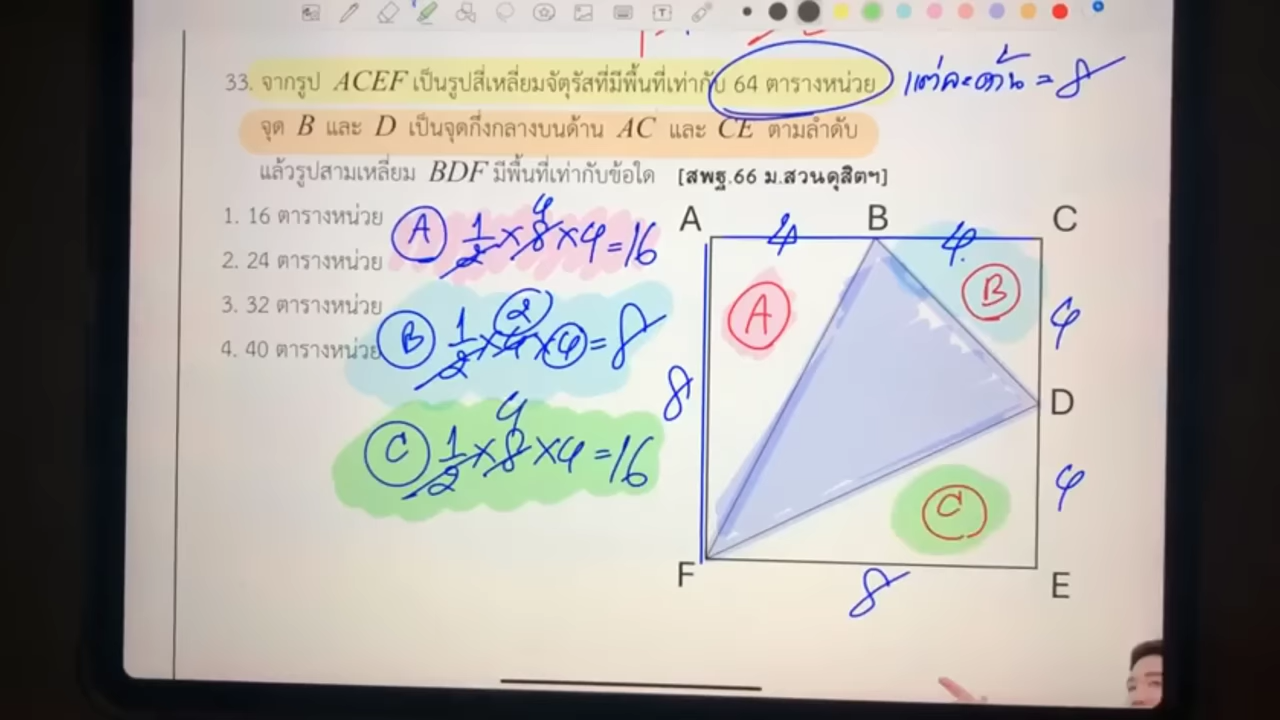 33. จากรูป ACEF เป็นรูปสี่เหลี่ยมจัตุรัสที่มีพื้นที่เท่ากับ 64 ตารางหน่วย แต่ละด้าน = 8
จุด B และ D เป็นจุดกึ่งกลางบนด้าน AC และ CE ตามลำดับ
แล้วรูปสามเหลี่ยม BDF มีพื้นที่เท่ากับข้อใด [สพฐ.66 ม.สวนดุสิตฯ]
1. 16 ตารางหน่วย
2. 24 ตารางหน่วย
3. 32 ตารางหน่วย
4. 40 ตารางหน่วย
A 1/2 × 8 × 4 = 16
4
B 1/2 × 4 × 4 = 8
2
C 1/2 × 8 × 4 = 16
4
A B C
4 4
A B
4
8
D
4
C
F E
8